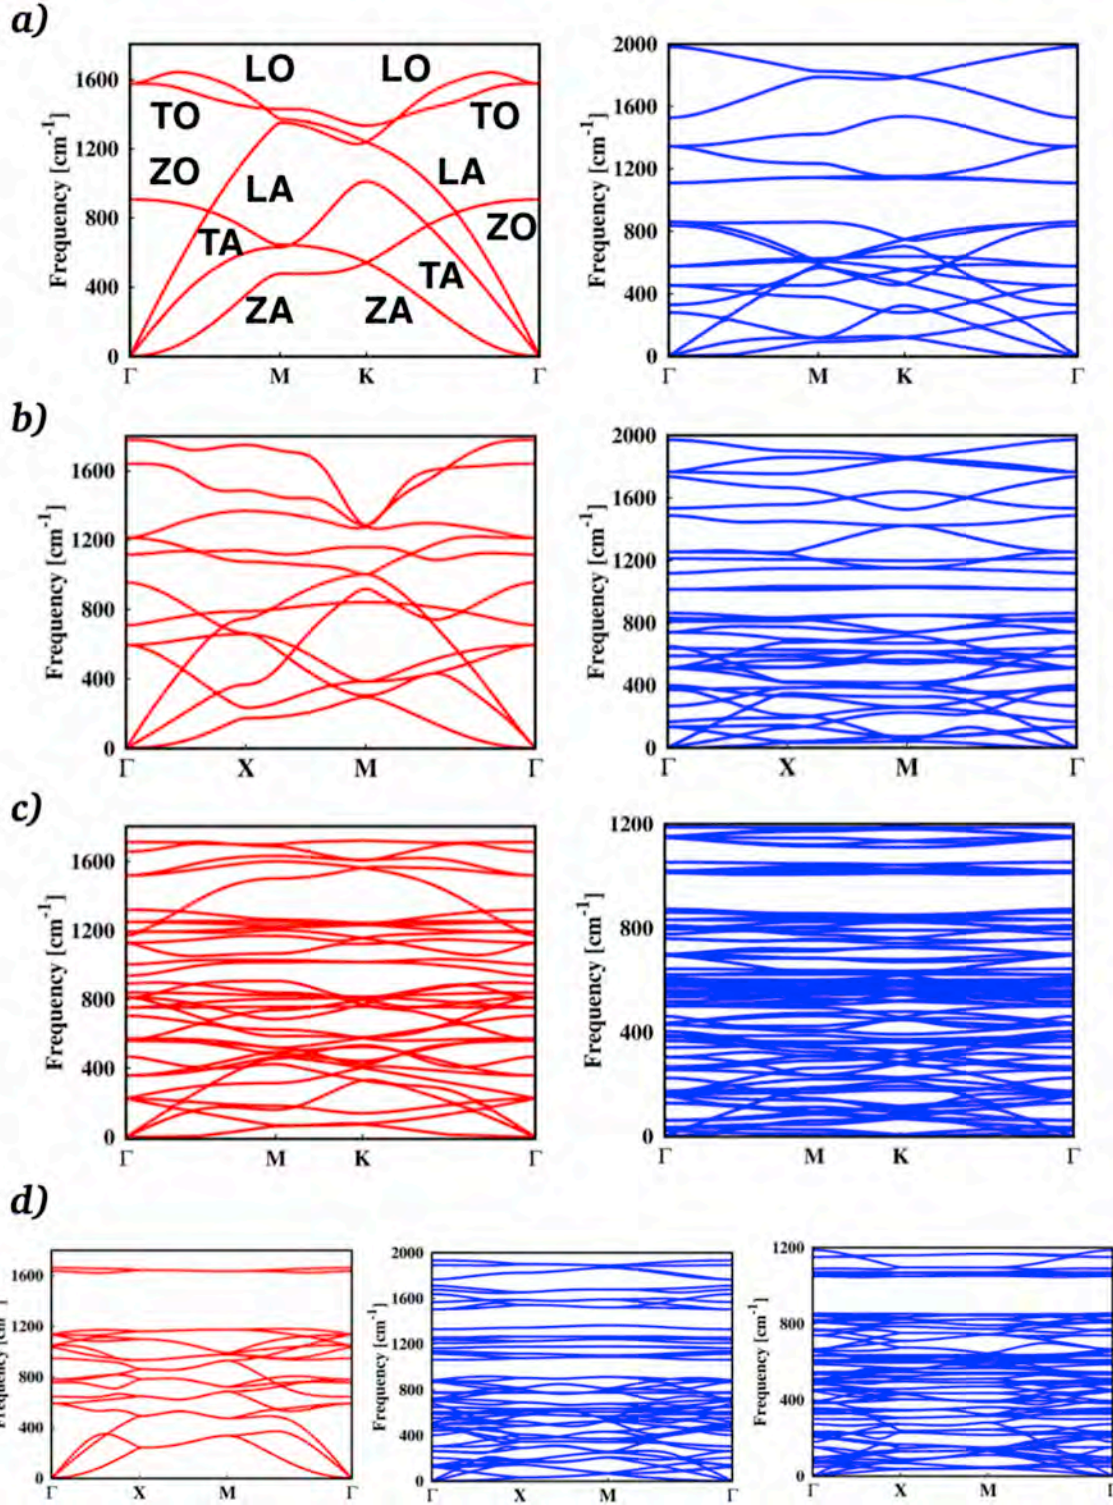 a)
Frequency [cm-1]
1600
1200
800
400
0
LO LO
TO TO
ZO
LA LA
ZO
TA
TA
ZA ZA
Γ M K Γ
Frequency [cm-1]
2000
1600
1200
800
400
0
Γ M K Γ
b)
Frequency [cm-1]
1600
1200
800
400
0
Γ X M Γ
Frequency [cm-1]
2000
1600
1200
800
400
0
Γ X M Γ
c)
Frequency [cm-1]
1600
1200
800
400
0
Γ M K Γ
Frequency [cm-1]
1200
800
400
0
Γ M K Γ
d)
Frequency [cm-1]
1600
1200
800
400
0
Γ X M Γ
Frequency [cm-1]
2000
1600
1200
800
400
0
Γ X M Γ
Frequency [cm-1]
1200
800
400
0
Γ X M Γ